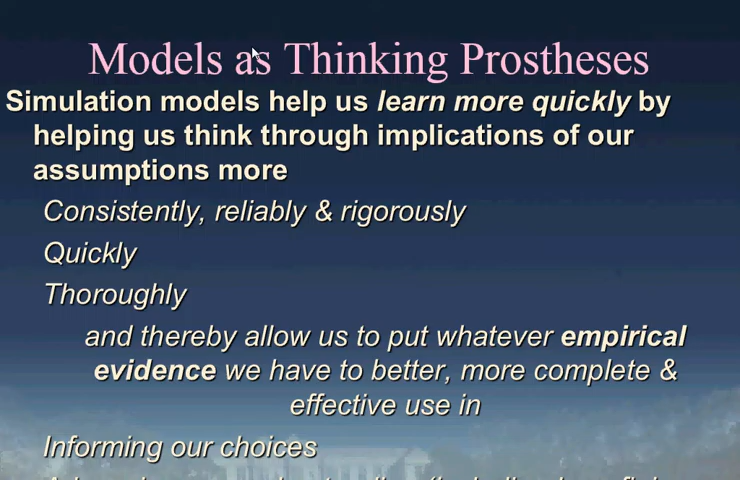 Models as Thinking Prostheses
Simulation models help us learn more quickly by
helping us think through implications of our
assumptions more
Consistently, reliably & rigorously
Quickly
Thoroughly
and thereby allow us to put whatever empirical
evidence we have to better, more complete &
effective use in
Informing our choices